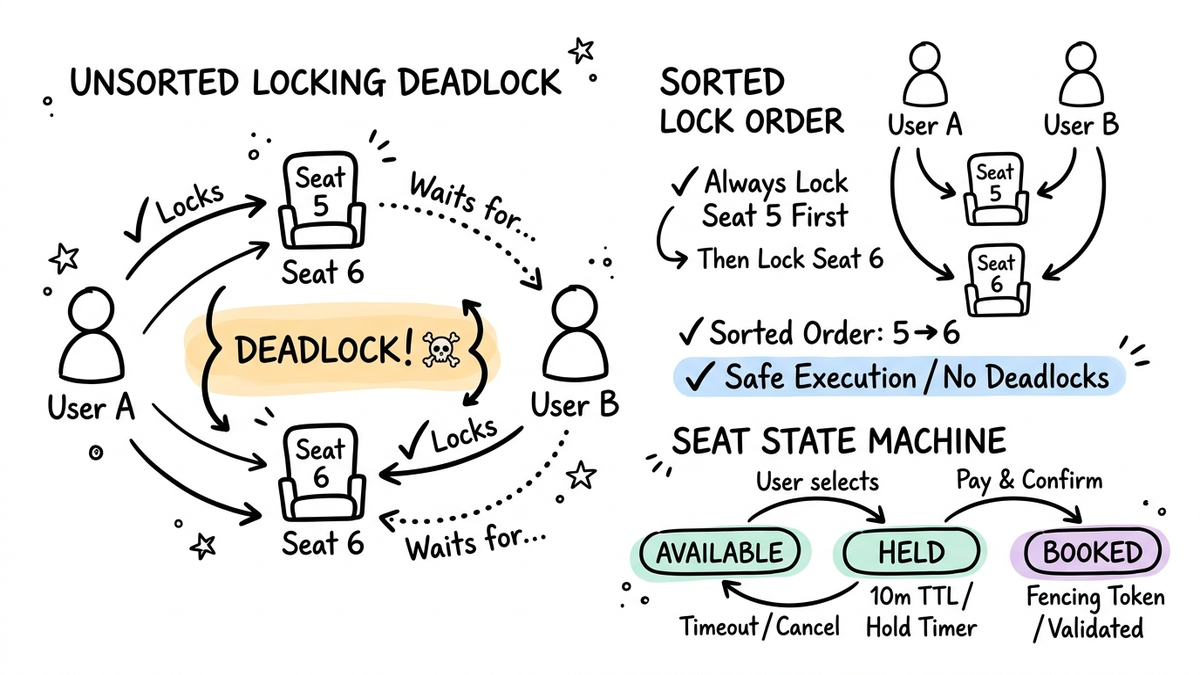 UNSORTED LOCKING DEADLOCK
Locks
Seat
5
Seat 6
Waits for...
DEADLOCK!
User A
User B
Locks
Seat
6
Seat 6
Waits for...
SORTED
LOCK ORDER
User A
User B
Always Lock
Seat 5 First
Then Lock Seat 6
Seat
5
Seat
6
Sorted Order: 5→6
Safe Execution / No Deadlocks
SEAT STATE MACHINE
User selects
Pay & Confirm
AVAILABLE
HELD
BOOKED
Timeout/Cancel
10m TTL/
Hold Timer
Fencing Token
/Validated